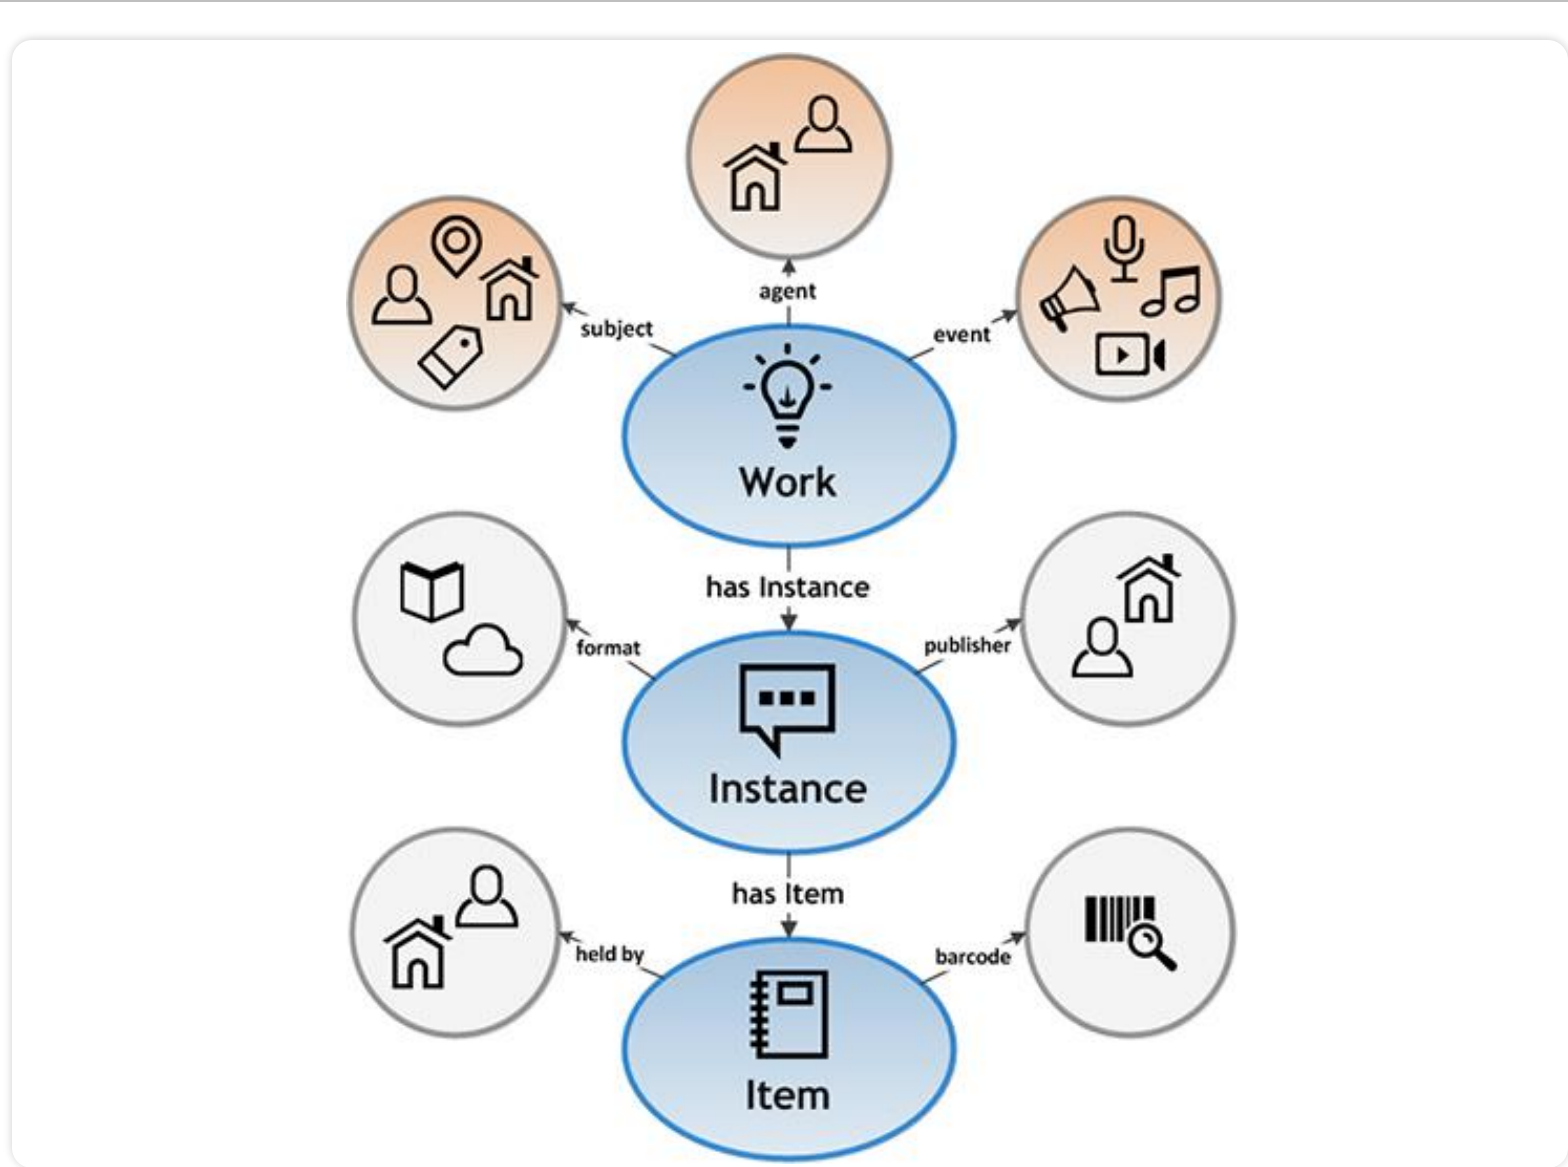 agent
subject
event
Work
has Instance
format
publisher
Instance
has Item
held by
barcode
Item